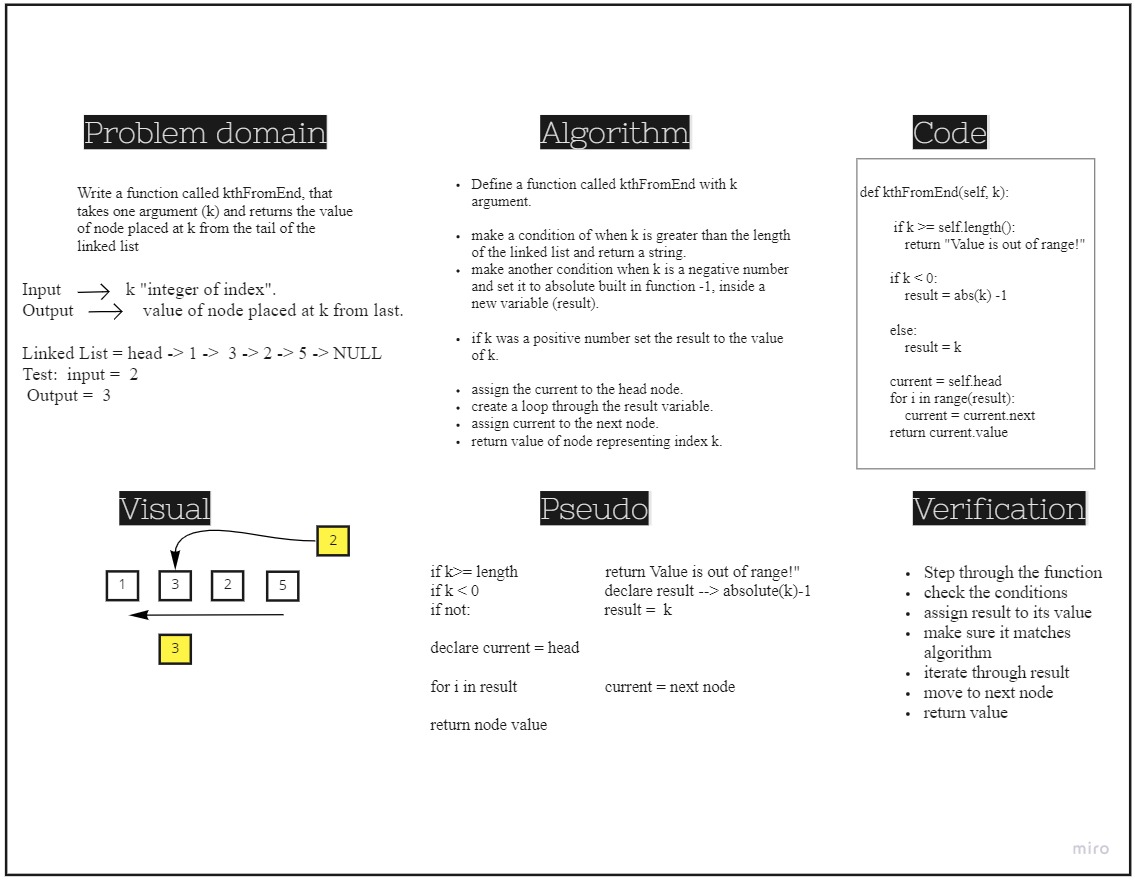 Problem domain
Write a function called kthFromEnd, that
takes one argument (k) and returns the value
of node placed at k from the tail of the
linked list
Input k "integer of index".
Output value of node placed at k from last.
Linked List = head -> 1 -> 3 -> 2 -> 5 -> NULL
Test: input = 2
Output = 3
Algorithm
• Define a function called kthFromEnd with k
argument.
• make a condition of when k is greater than the length
of the linked list and return a string.
• make another condition when k is a negative number
and set it to absolute built in function -1, inside a
new variable (result).
• if k was a positive number set the result to the value
of k.
• assign the current to the head node.
• create a loop through the result variable.
• assign current to the next node.
• return value of node representing index k.
Code
def kthFromEnd(self, k):
if k >= self.length():
return "Value is out of range!"
if k < 0:
result = abs(k) -1
else:
result = k
current = self.head
for i in range(result):
current = current.next
return current.value
Visual
2
1 3 2 5
3
Pseudo
if k>= length return Value is out of range!"
if k < 0 declare result --> absolute(k)-1
if not: result = k
declare current = head
for i in result current = next node
return node value
Verification
• Step through the function
• check the conditions
• assign result to its value
• make sure it matches
algorithm
• iterate through result
• move to next node
• return value
miro